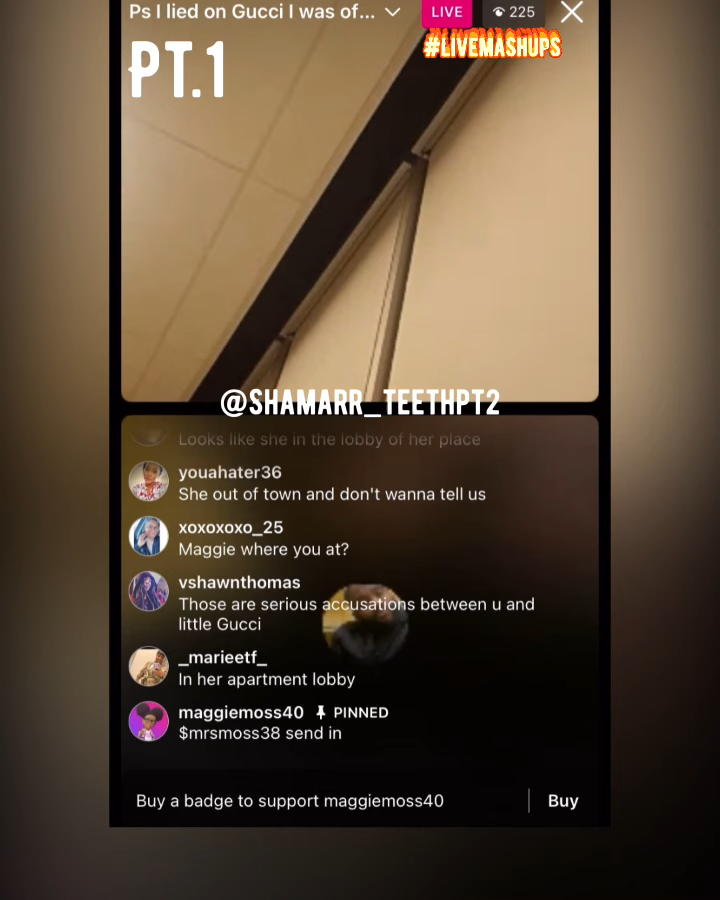 Ps I lied on Gucci I was of...
LIVE
225
#LIVEMASHUPS
PT.1
@SHAMARR_TEETHPT2
Looks like she in the lobby of her place
youahater36
She out of town and don't wanna tell us
xoxoxoxo_25
Maggie where you at?
vshawnthomas
Those are serious accusations between u and
little Gucci
_marieetf_
In her apartment lobby
maggiemoss40 PINNED
$mrsmoss38 send in
Buy a badge to support maggiemoss40
Buy